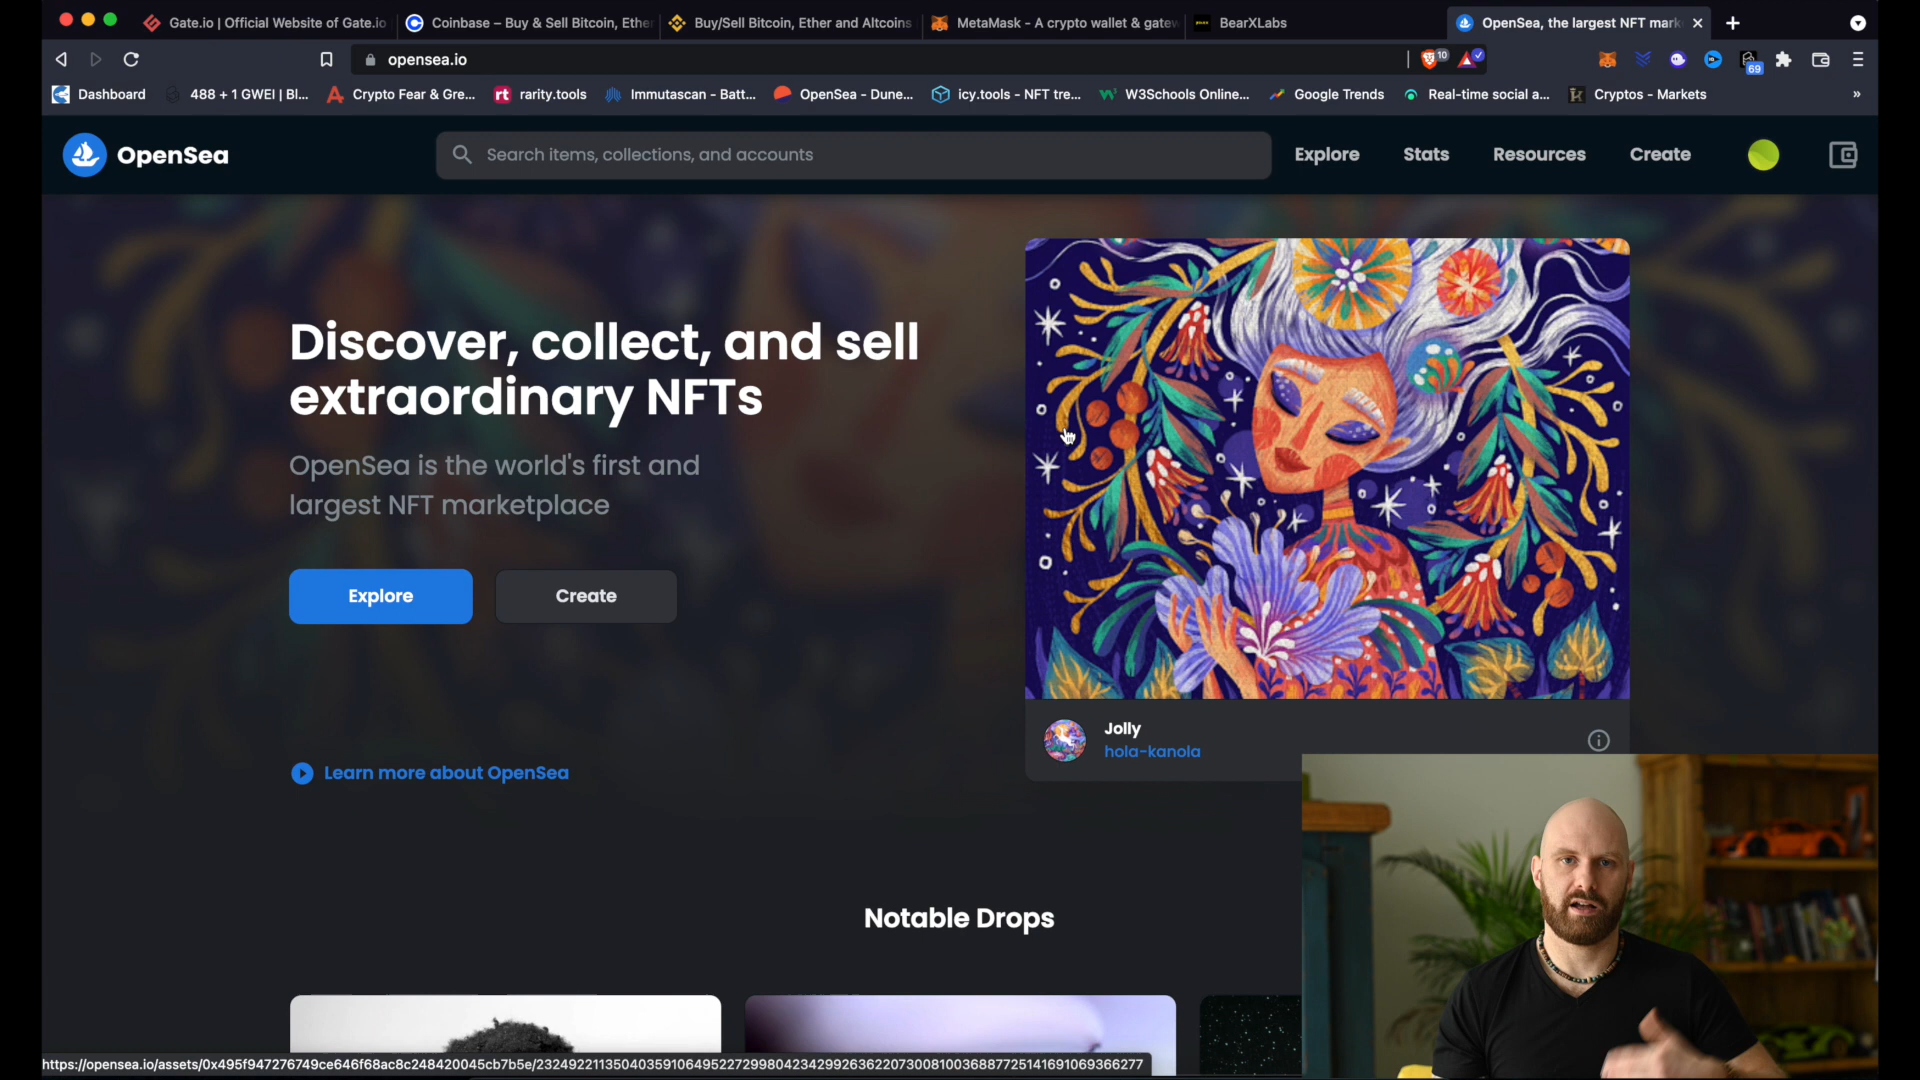 Gate.io | Official Website of Gate.io
Coinbase – Buy & Sell Bitcoin, Ethe
Buy/Sell Bitcoin, Ether and Altcoins
MetaMask - A crypto wallet & gatew
BearXLabs
OpenSea, the largest NFT mark
opensea.io
10
69
Dashboard
488 + 1 GWEI | Bl...
Crypto Fear & Gre...
rt rarity.tools
Immutascan - Batt...
OpenSea - Dune...
icy.tools - NFT tre...
W3Schools Online...
Google Trends
Real-time social a...
Cryptos - Markets
»
OpenSea
Search items, collections, and accounts
Explore
Stats
Resources
Create
Discover, collect, and sell
extraordinary NFTs
OpenSea is the world's first and
largest NFT marketplace
Explore
Create
Learn more about OpenSea
Jolly
hola-kanola
Notable Drops
https://opensea.io/assets/0x495f947276749ce646f68ac8c248420045cb7b5e/23249221135040359106495227299804234299263622073008100368877251416910693662​77